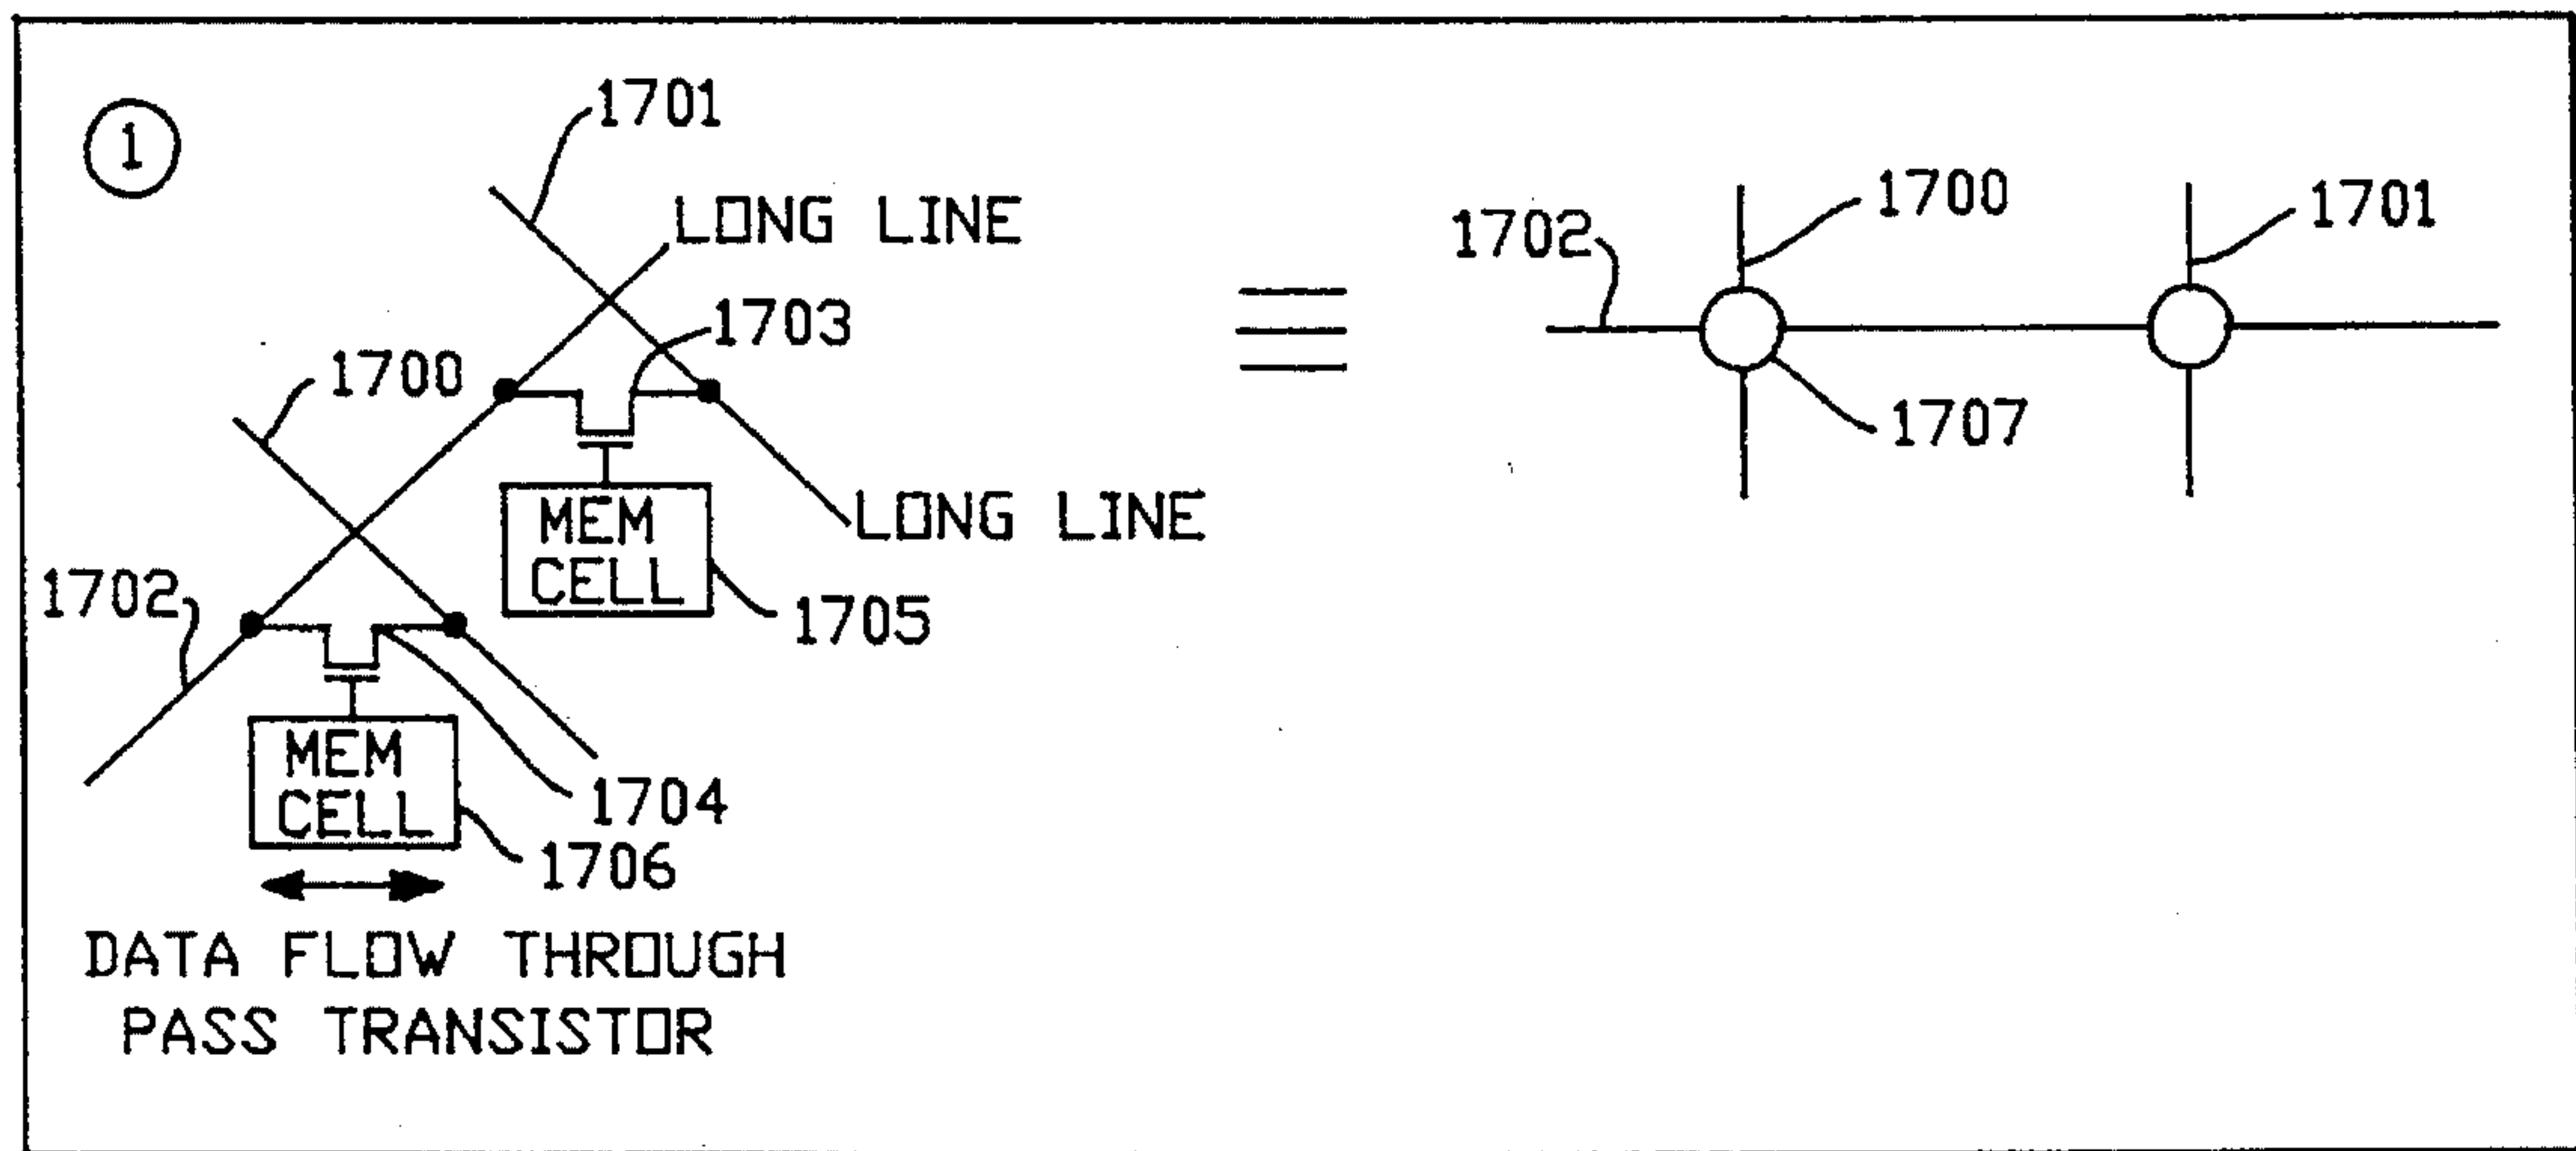 1
1701
LONG LINE
1703
1700
LONG LINE
MEM
CELL
1705
1702
1704
MEM
CELL
1706
DATA FLOW THROUGH
PASS TRANSISTOR
1702
1700
1701
1707